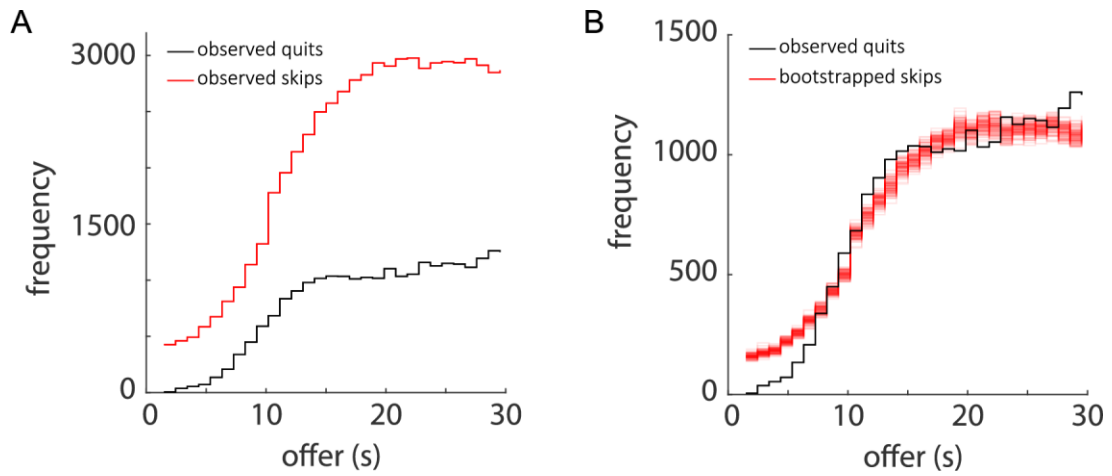 A
3000
1500
0
frequency
observed quits
observed skips
0
10
20
30
offer (s)
B
1500
1000
500
0
frequency
observed quits
bootstrapped skips
0
10
20
30
offer (s)